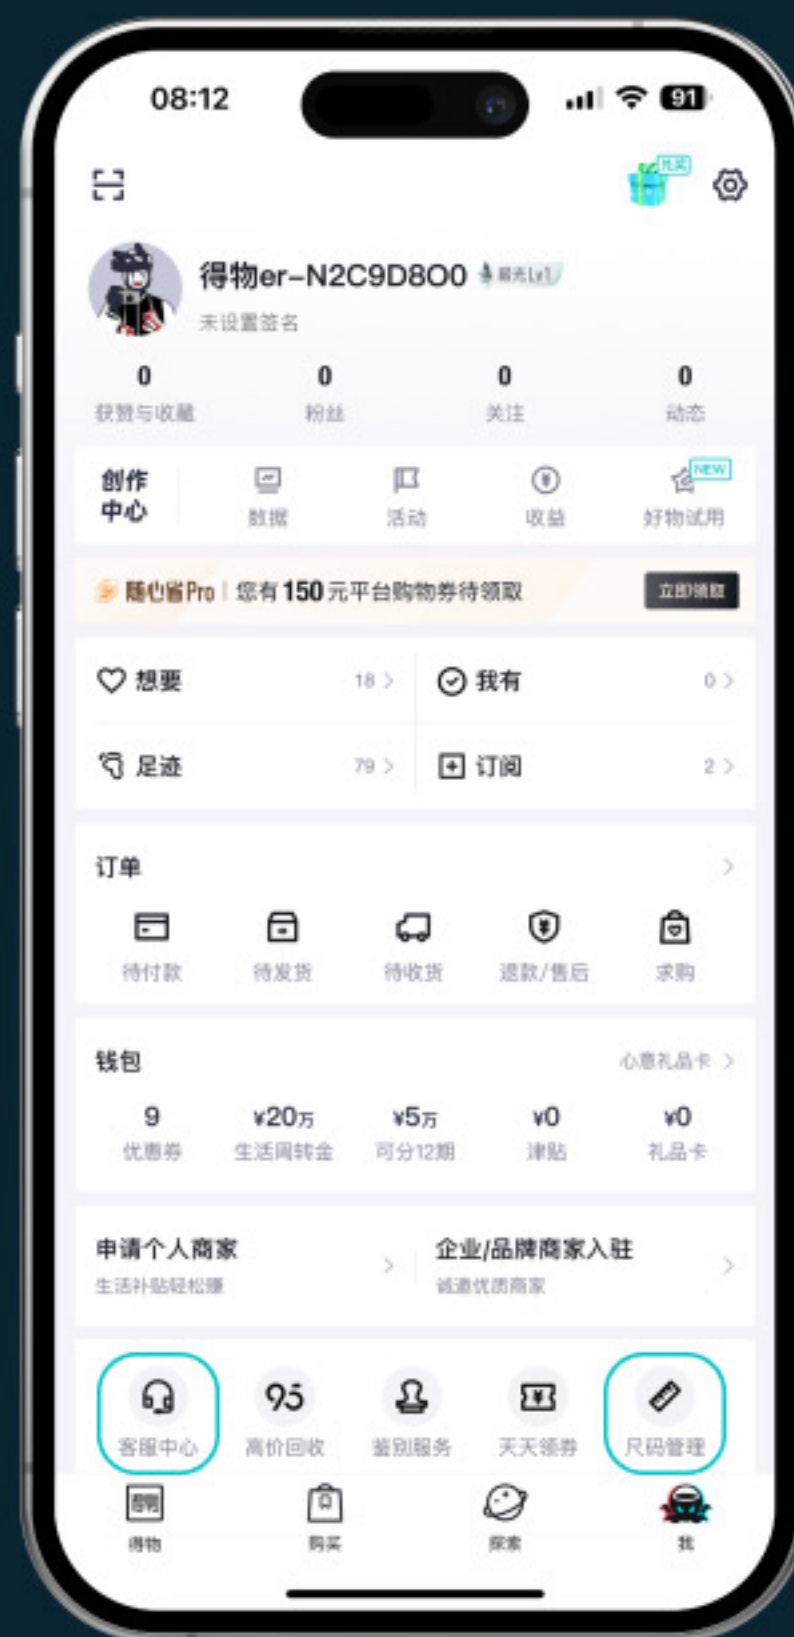 08:12
91
兑奖
得物er-N2C9D8O0
未设置签名
0 0 0 0
获赞与收藏 粉丝 关注 动态
创作
中心
数据 活动 收益 好物试用
NEW
随心省Pro 您有150元平台购物券待领取 立即领取
想要 18 我有 0
足迹 79 订阅 2
订单
待付款 待发货 待收货 退款/售后 求购
钱包 心意礼品卡
9 ¥20万 ¥5万 ¥0 ¥0
优惠券 生活周转金 可分12期 津贴 礼品卡
申请个人商家 企业/品牌商家入驻
生活补贴轻松赚 诚邀优质商家
95
客服中心 高价回收 鉴别服务 天天领券 尺码管理
得物
得物 购买 探索 我